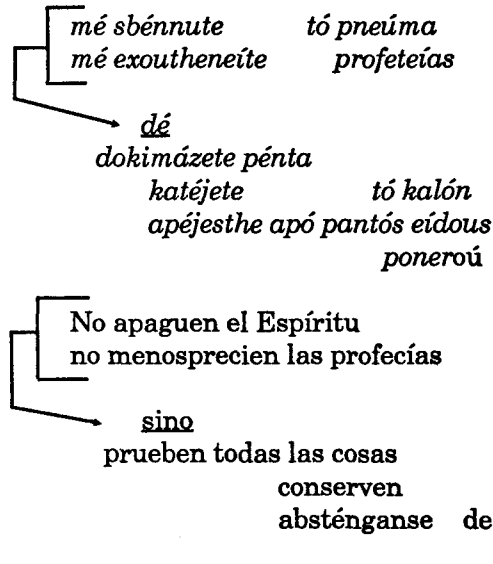 mé sbénnute tó pneúma
mé exoutheneíte profeteías
dé
dokimázete pénta
katéjete tó kalón
apéjesthe apó pantós eídous
poneroú
No apaguen el Espíritu
no menosprecien las profecías
sino
prueben todas las cosas
conserven
absténganse de